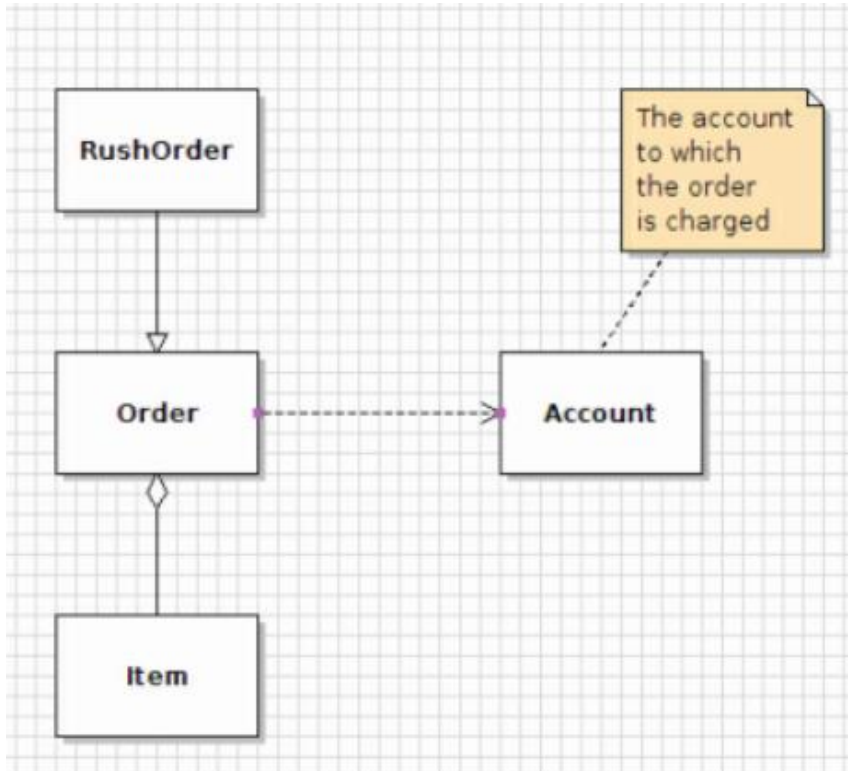 RushOrder
The account
to which
the order
is charged
Order
Account
Item